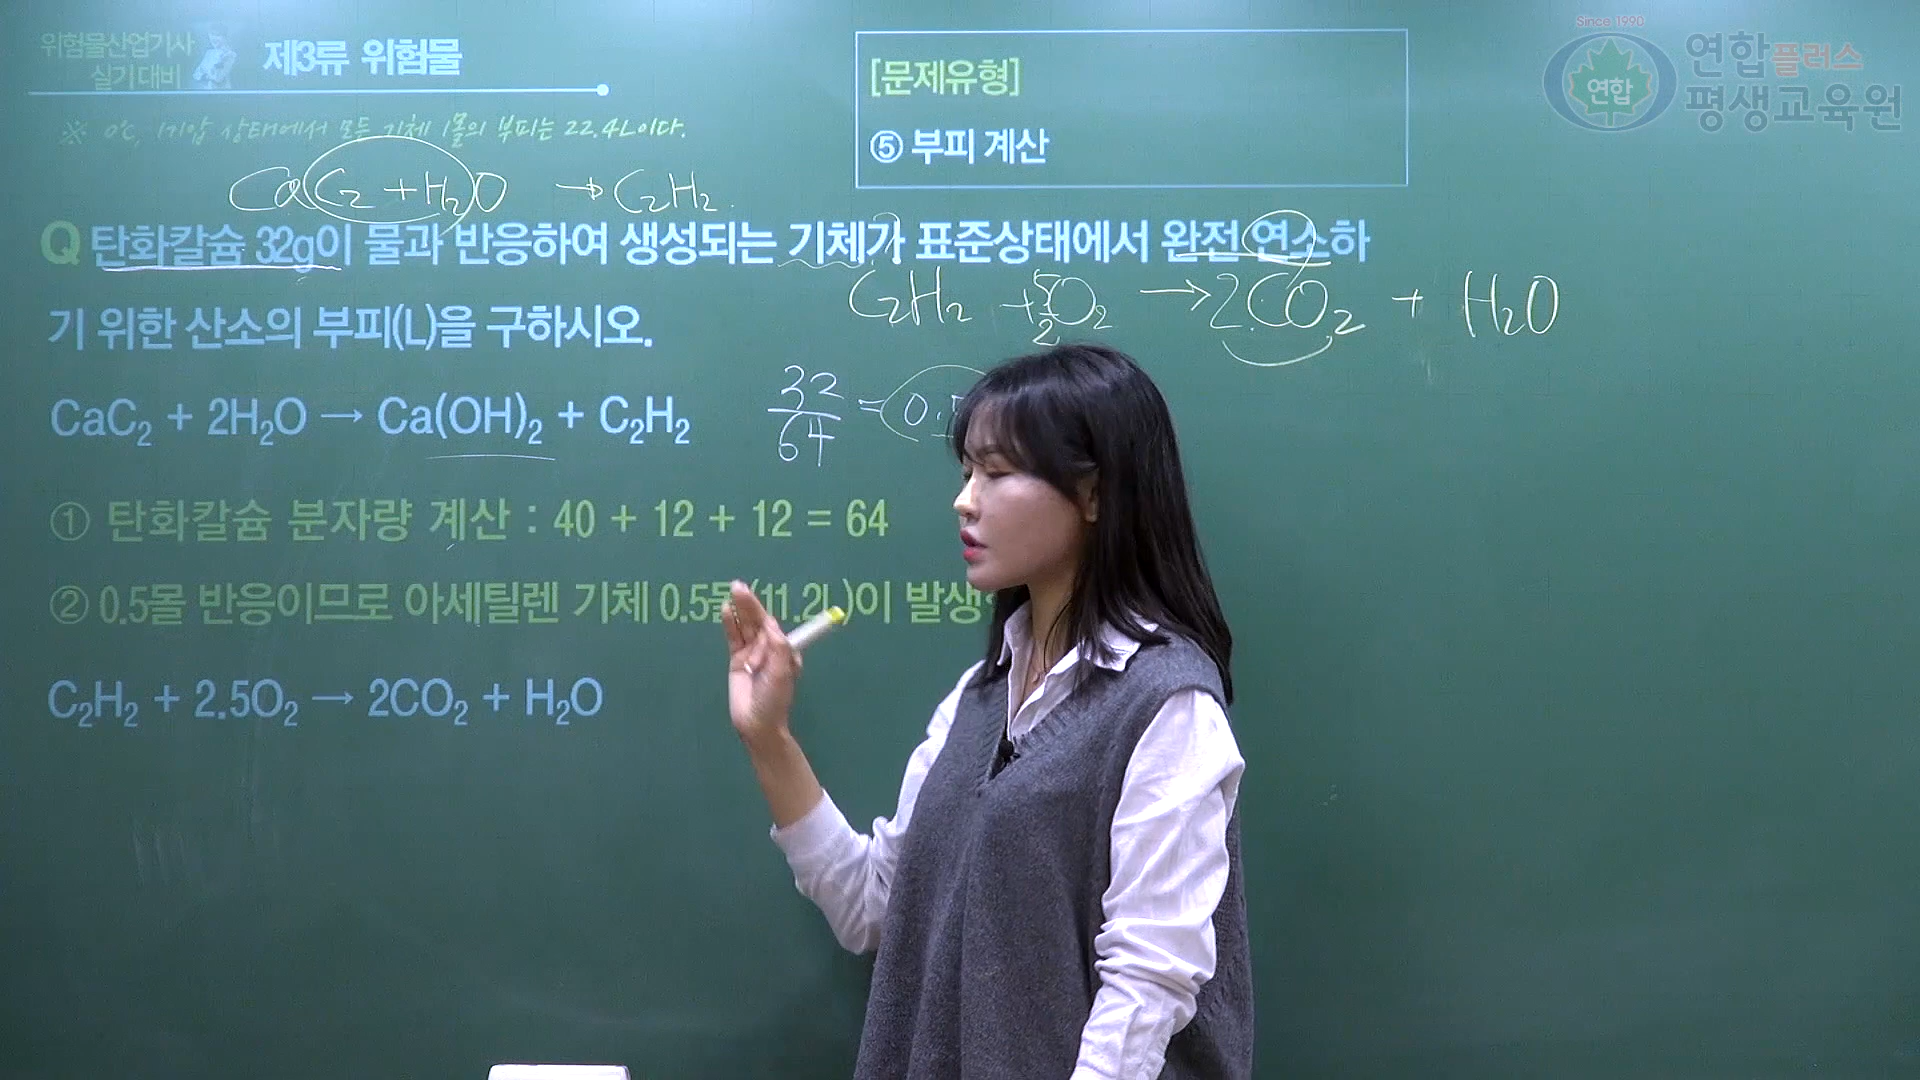 위험물산업기사
실기대비
제3류 위험물
※ 0℃, 1기압 상태에서 모든 기체 1몰의 부피는 22.4L이다.
[문제유형]
⑤ 부피 계산
Since 1990
연합
연합플러스
평생교육원
CaC₂ + H₂O → C₂H₂
Q 탄화칼슘 32g이 물과 반응하여 생성되는 기체가 표준상태에서 완전 연소하
기 위한 산소의 부피(L)을 구하시오.
C₂H₂ + 5/2 O₂ → 2CO₂ + H₂O
CaC₂ + 2H₂O → Ca(OH)₂ + C₂H₂
32/64 = 0.5
① 탄화칼슘 분자량 계산 : 40 + 12 + 12 = 64
② 0.5몰 반응이므로 아세틸렌 기체 0.5몰(11.2L)이 발생
C₂H₂ + 2.5O₂ → 2CO₂ + H₂O